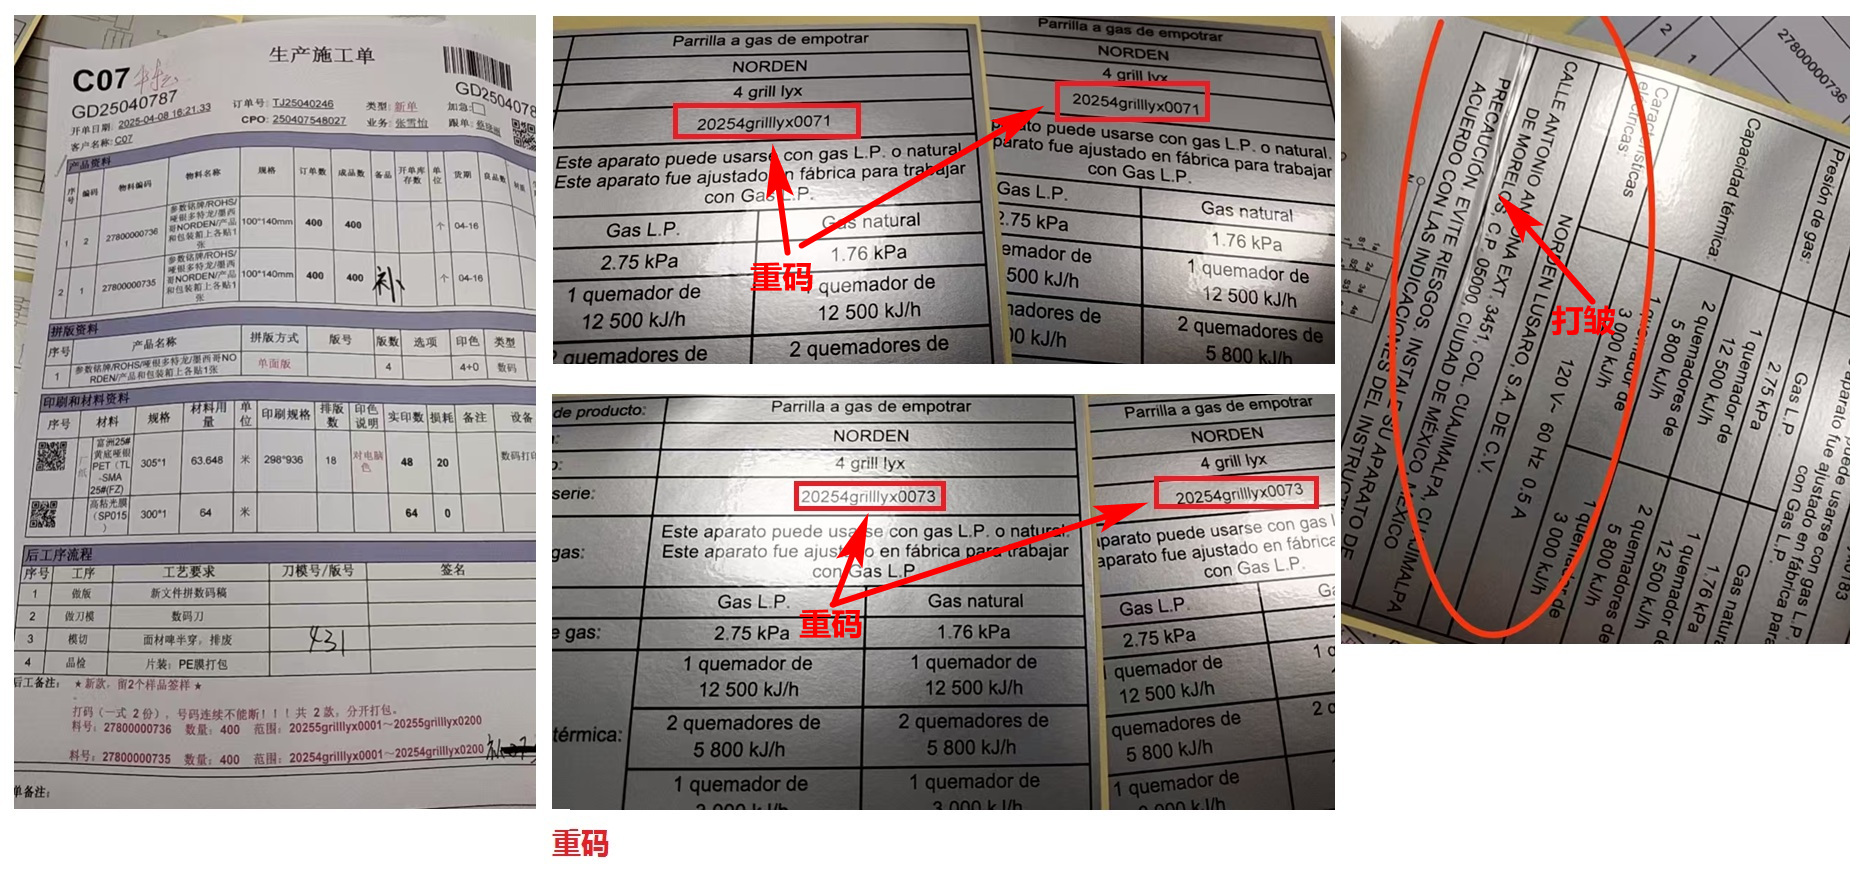 生产施工单
C07
GD25040787
GD2504078
开单日期: 2025-04-08 16:21:33
订单号: TJ25040246
类型: 新单
加急:
客户名称: C07
CPO: 250407548027
业务: 张雪怡
跟单:
产品资料
序号 编码 物料编码 物料名称 规格 订单数 成品数 备品 开单库存数 单位 货期 良品数
1 2 27800000736 参数铭牌/ROHS/哑银多特龙/墨西哥NORDEN/产品和包装箱上各贴1张 100*140mm 400 400 个 04-16
2 1 27800000735 参数铭牌/ROHS/哑银多特龙/墨西哥NORDEN/产品和包装箱上各贴1张 100*140mm 400 400 补 个 04-16
拼版资料
序号 产品名称 拼版方式 版号 版数 选项 印色 类型
1 参数铭牌/ROHS/哑银多特龙/墨西哥NORDEN/产品和包装箱上各贴1张 单面版 4 4+0 数码
印刷和材料资料
序号 材料 规格 材料用量 单位 印刷规格 排版数 印色说明 实印数 损耗 备注 设备
富洲25#黄底哑银PET（TL-SMA 25#(FZ) 305*1 63.648 米 298*936 18 对电脑色 48 20 数码打印
高粘光膜（SP015） 300*1 64 米 64 0
后工序流程
序号 工序 工艺要求 刀模号/版号 签名
1 做版 新文件拼数码稿
2 做刀模 数码刀
3 模切 面材啤半穿，排废 431
4 品检 片装：PE膜打包
后工备注: ★新款，留2个样品签样★
打码（一式 2 份），号码连续不能断！！！共 2 款，分开打包。
料号：27800000736 数量：400 范围：20255grilllyx0001～20255grilllyx0200
料号：27800000735 数量：400 范围：20254grilllyx0001～20254grilllyx0200
单备注：
Parrilla a gas de empotrar
NORDEN
4 grill lyx
20254grilllyx0071
Este aparato puede usarse con gas L.P. o natural.
Este aparato fue ajustado en fábrica para trabajar
con Gas L.P.
Gas L.P. Gas natural
2.75 kPa 1.76 kPa
1 quemador de 1 quemador de
12 500 kJ/h 12 500 kJ/h
quemadores de 2 quemadores de
Parrilla a gas de empotrar
NORDEN
4 grill lyx
20254grilllyx0071
arato puede usarse con gas L.P. o natural.
parato fue ajustado en fábrica para trabajar
con Gas L.P.
Gas L.P. Gas natural
2.75 kPa 1.76 kPa
emador de 1 quemador de
500 kJ/h 12 500 kJ/h
nadores de 2 quemadores de
00 kJ/h 5 800 kJ/h
重码
de producto: Parrilla a gas de empotrar
NORDEN
4 grill lyx
serie: 20254grilllyx0073
gas: Este aparato puede usarse con gas L.P. o natural.
Este aparato fue ajustado en fábrica para trabajar
con Gas L.P.
Gas L.P. Gas natural
e gas: 2.75 kPa 1.76 kPa
1 quemador de 1 quemador de
12 500 kJ/h 12 500 kJ/h
térmica: 2 quemadores de 2 quemadores de
5 800 kJ/h 5 800 kJ/h
1 quemador de 1 quemador de
3 000 kJ/h 3 000 kJ/h
Parrilla a gas de empotrar
NORDEN
4 grill lyx
20254grilllyx0073
aparato puede usarse con gas
aparato fue ajustado en fábrica
con Gas L.P.
Gas L.P.
2.75 kPa
quemador de
12 500 kJ/h
quemadores de
5 800 kJ/h
1 quemador de
重码
重码
27800000736
2
1
0183
puede usarse con gas L.P.
aparato fue ajustado en fábrica para
con Gas L.P.
Presión de gas: Gas L.P. Gas natural
2.75 kPa 1.76 kPa
Capacidad térmica: 1 quemador de 1 quemador de
12 500 kJ/h 12 500 kJ/h
2 quemadores de 2 quemadores de
5 800 kJ/h 5 800 kJ/h
1 quemador de 1 quemador de
3 000 kJ/h 3 000 kJ/h
Características
eléctricas: 120 V~ 60 Hz 0.5 A
NORDEN LUSARO, S.A. DE C.V.
CALLE ANTONIO EXT. 3451, COL. CUAJIMALPA, CUAJIMALPA
DE MORELOS, C.P. 05000, CIUDAD DE MÉXICO, MÉXICO
PRECAUCIÓN EVITE RIESGOS, INSTALE SU APARATO DE
ACUERDO CON LAS INDICACIONES DEL INSTRUCTIVO
打皱